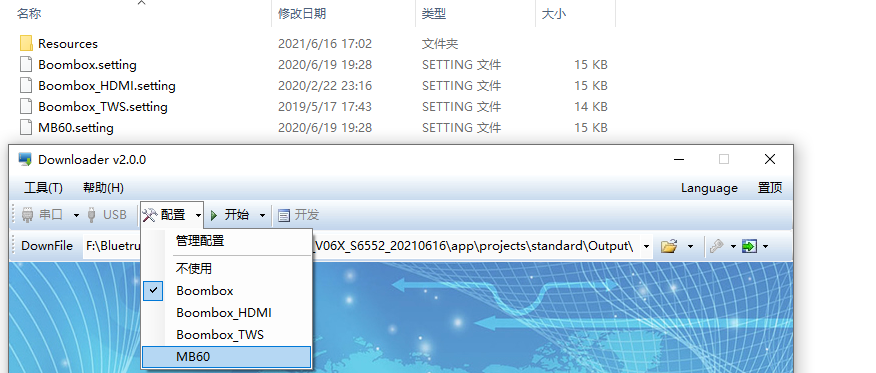 名称 修改日期 类型 大小
Resources 2021/6/16 17:02 文件夹
Boombox.setting 2020/6/19 19:28 SETTING 文件 15 KB
Boombox_HDMI.setting 2020/2/22 23:16 SETTING 文件 15 KB
Boombox_TWS.setting 2019/5/17 17:43 SETTING 文件 14 KB
MB60.setting 2020/6/19 19:28 SETTING 文件 15 KB
Downloader v2.0.0
工具(T) 帮助(H) Language 置顶
串口 USB 配置 开始 开发
DownFile F:\Bluetru V06X_S6552_20210616\app\projects\standard\Output\
管理配置
不使用
Boombox
Boombox_HDMI
Boombox_TWS
MB60